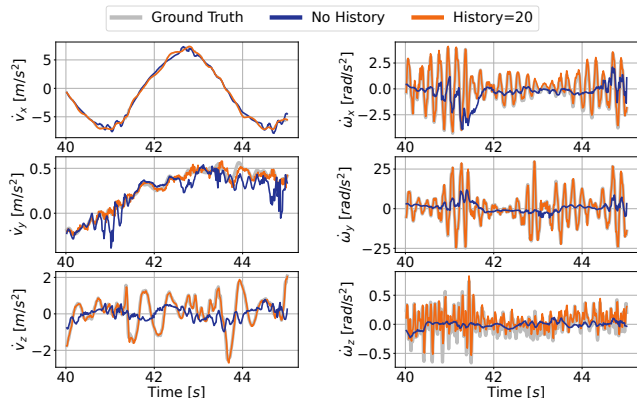 Ground Truth No History History=20
v̇ₓ [m/s²]
5
0
−5
40 42 44
ω̇ₓ [rad/s²]
2.5
0.0
−2.5
40 42 44
v̇ᵧ [m/s²]
0.5
0.0
40 42 44
ω̇ᵧ [rad/s²]
25
0
−25
40 42 44
v̇_z [m/s²]
2
0
−2
40 42 44
Time [s]
ω̇_z [rad/s²]
0.5
0.0
−0.5
40 42 44
Time [s]